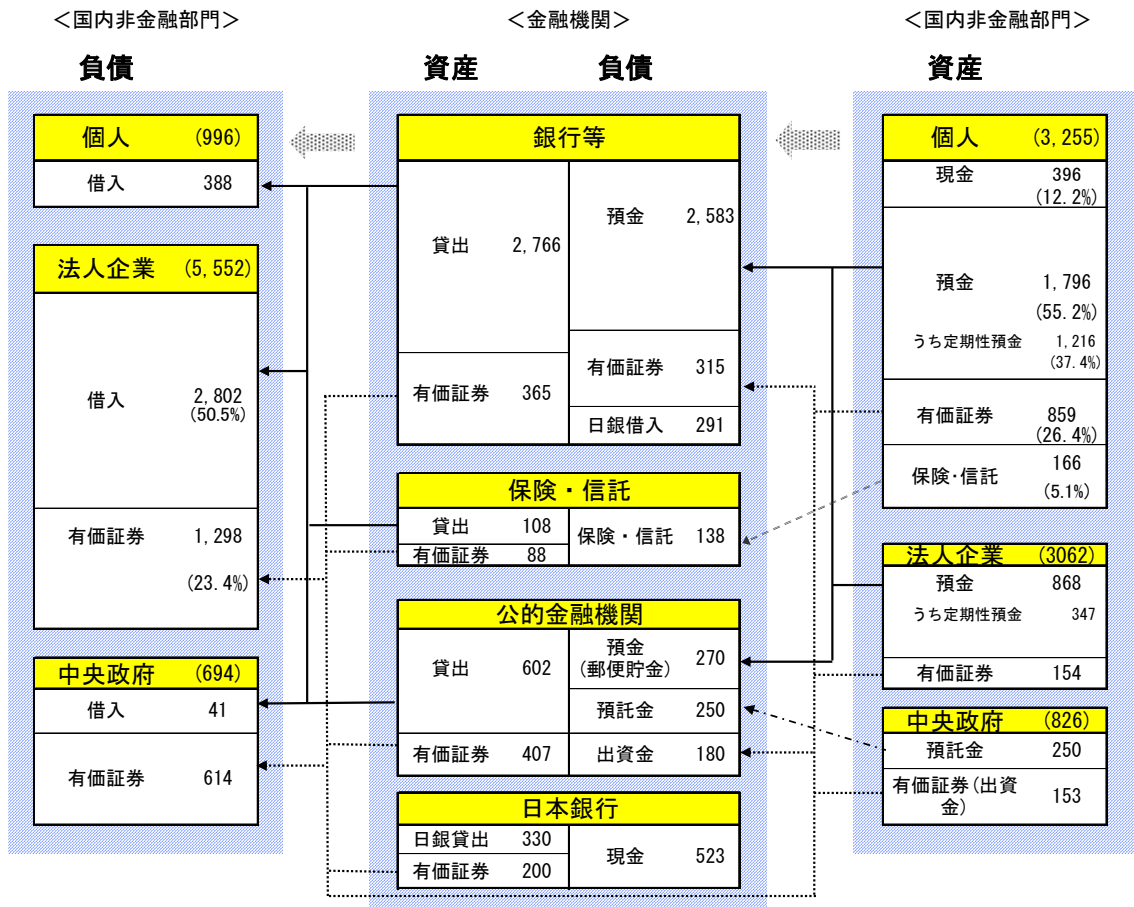 ＜国内非金融部門＞
負債
個人 (996)
借入 388
法人企業 (5,552)
借入 2,802
(50.5%)
有価証券 1,298
(23.4%)
中央政府 (694)
借入 41
有価証券 614
＜金融機関＞
資産 負債
銀行等
貸出 2,766
有価証券 365
預金 2,583
有価証券 315
日銀借入 291
保険・信託
貸出 108
有価証券 88
保険・信託 138
公的金融機関
貸出 602
有価証券 407
預金
(郵便貯金) 270
預託金 250
出資金 180
日本銀行
日銀貸出 330
有価証券 200
現金 523
＜国内非金融部門＞
資産
個人 (3,255)
現金 396
(12.2%)
預金 1,796
(55.2%)
うち定期性預金 1,216
(37.4%)
有価証券 859
(26.4%)
保険･信託 166
(5.1%)
法人企業 (3062)
預金 868
うち定期性預金 347
有価証券 154
中央政府 (826)
預託金 250
有価証券(出資
金) 153